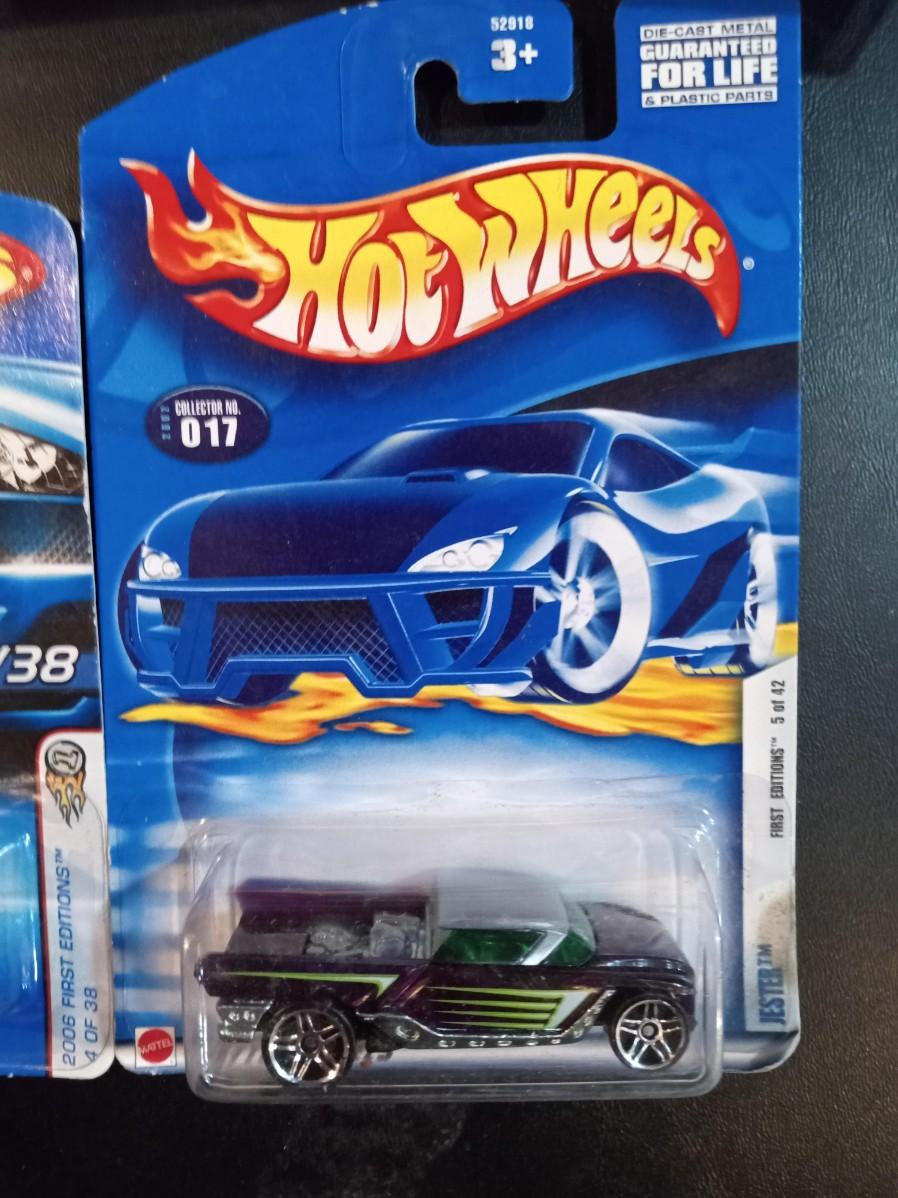 52918
3+
DIE-CAST METAL
GUARANTEED
FOR LIFE
& PLASTIC PARTS
HOT WHEELS
®
2002
COLLECTOR NO.
017
FIRST EDITIONS™ 5 of 42
JESTER™
MATTEL
S
/38
1
2006 FIRST EDITIONS™
4 OF 38